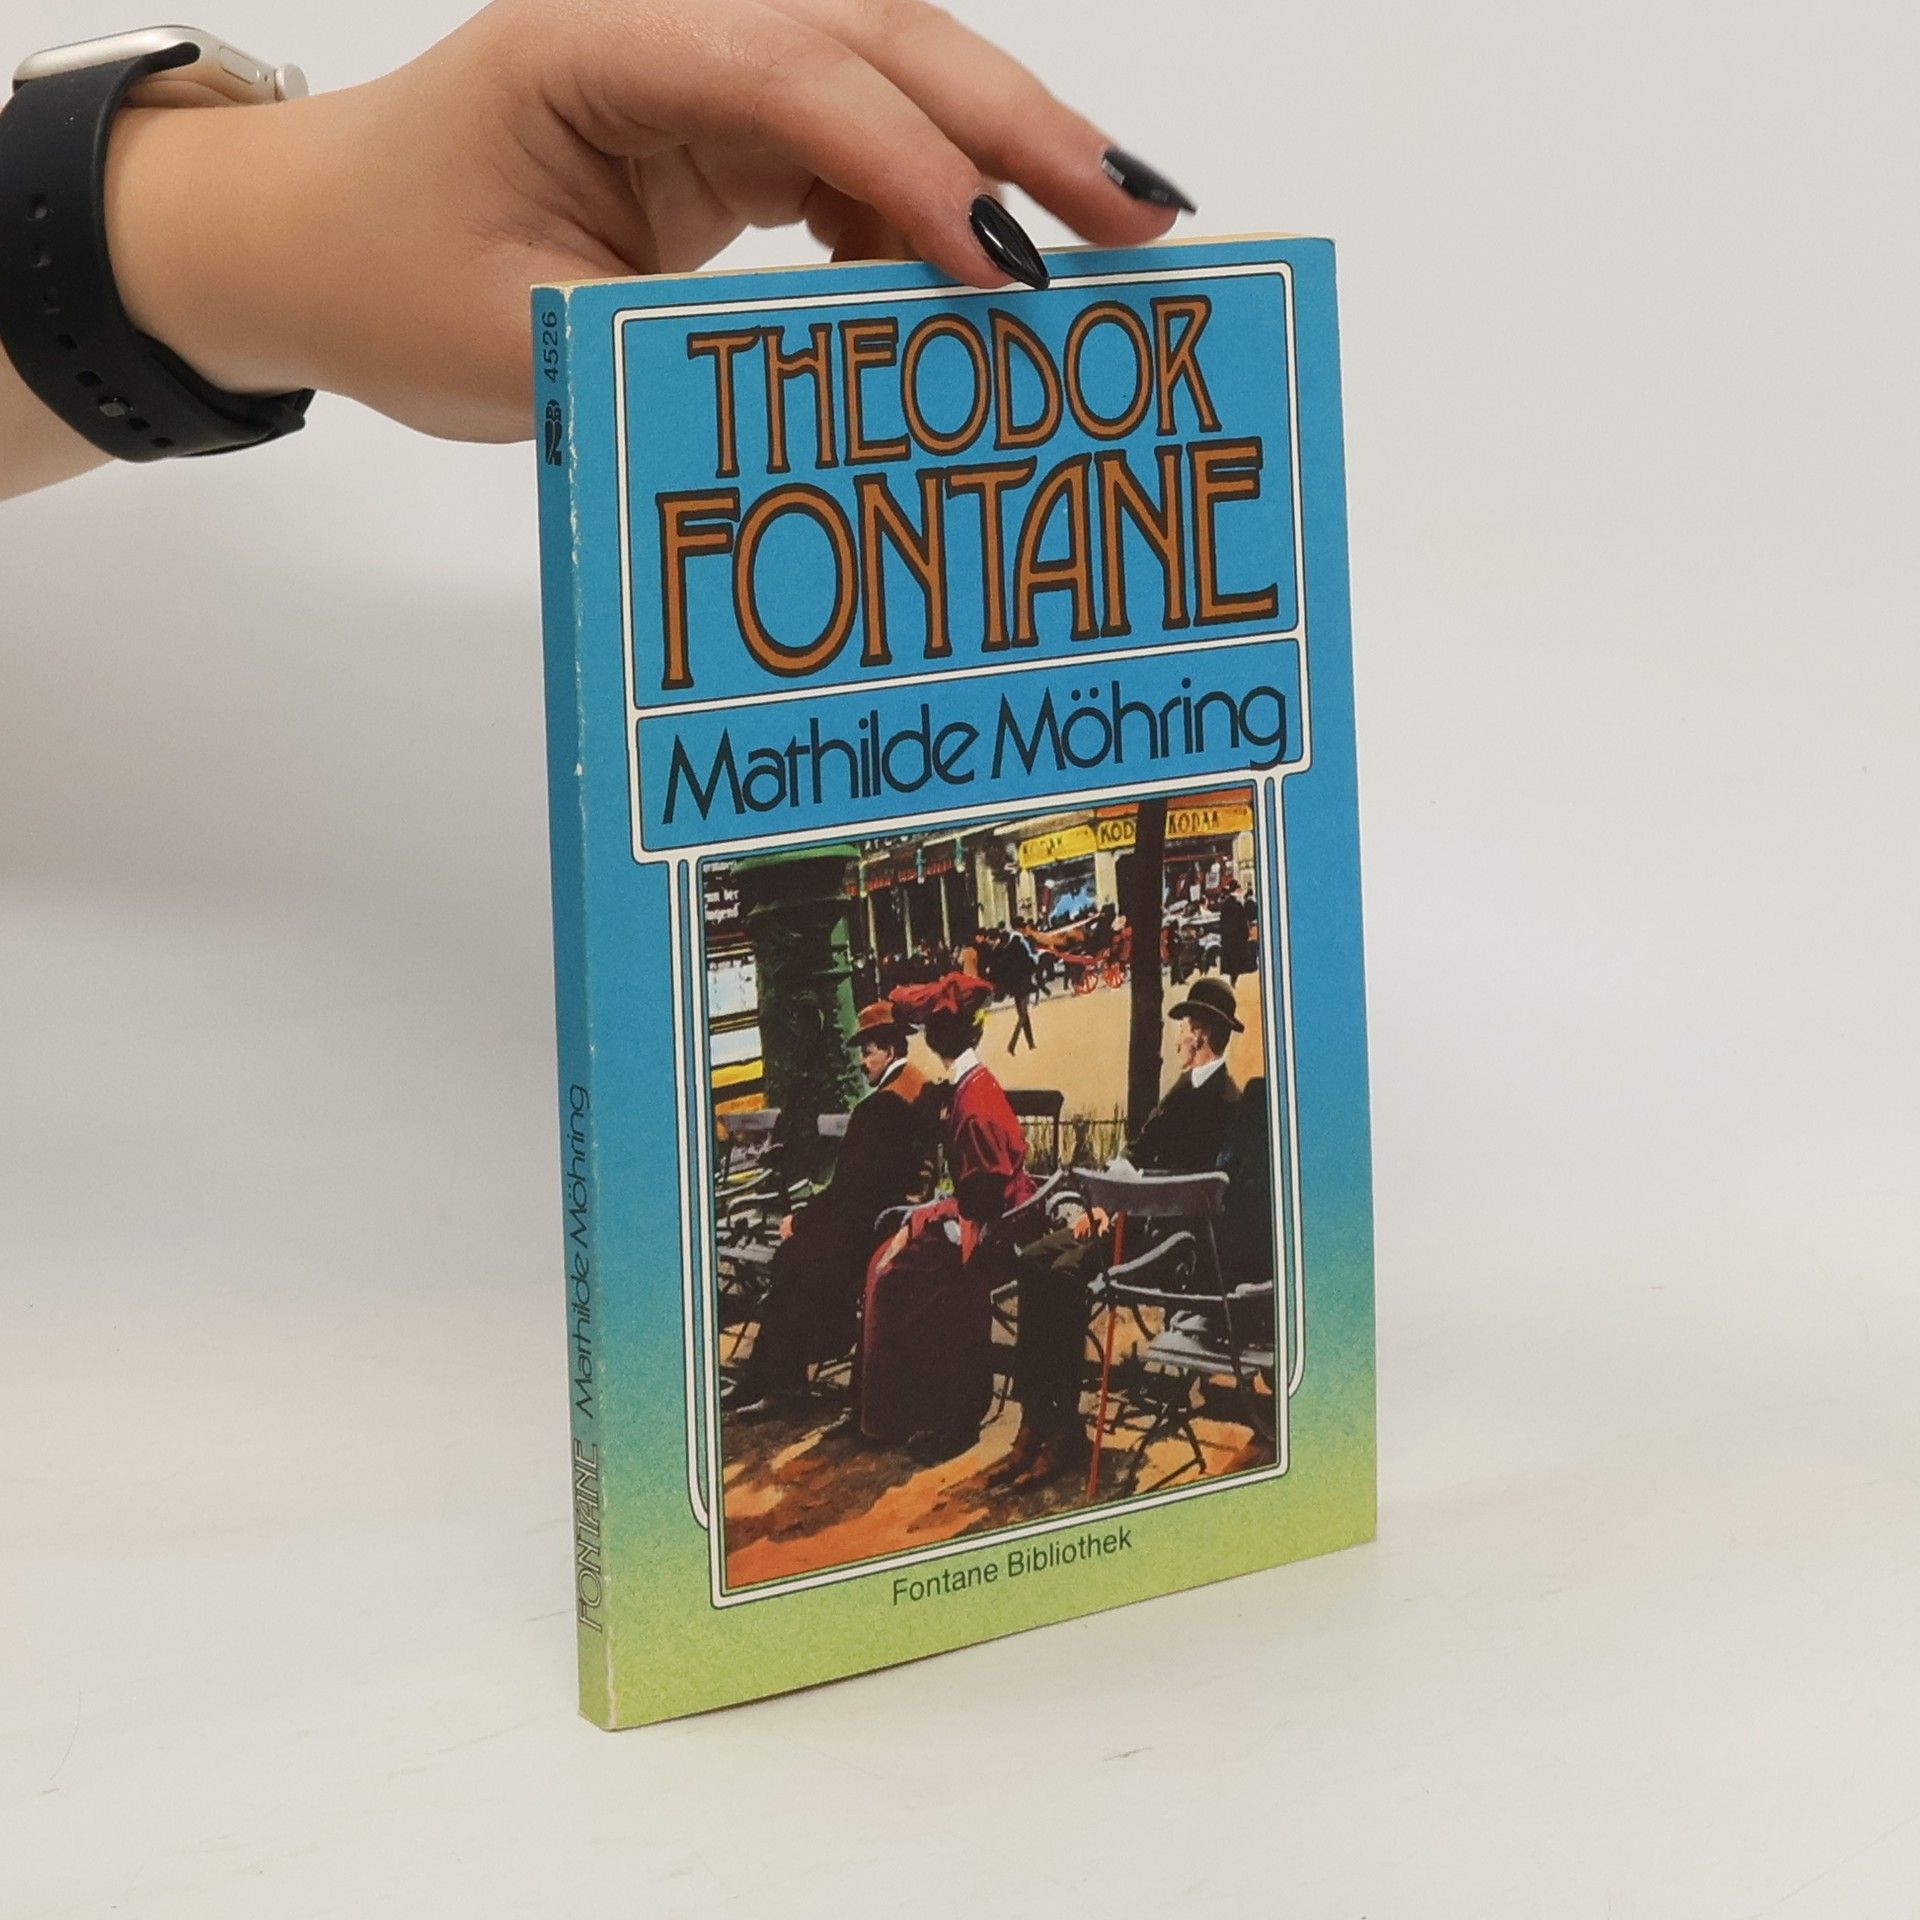 THEODOR
FONTANE
Mathilde Möhring
KODAK
KODAK
Fontane Bibliothek
4526
FONTANE Mathilde Möhring